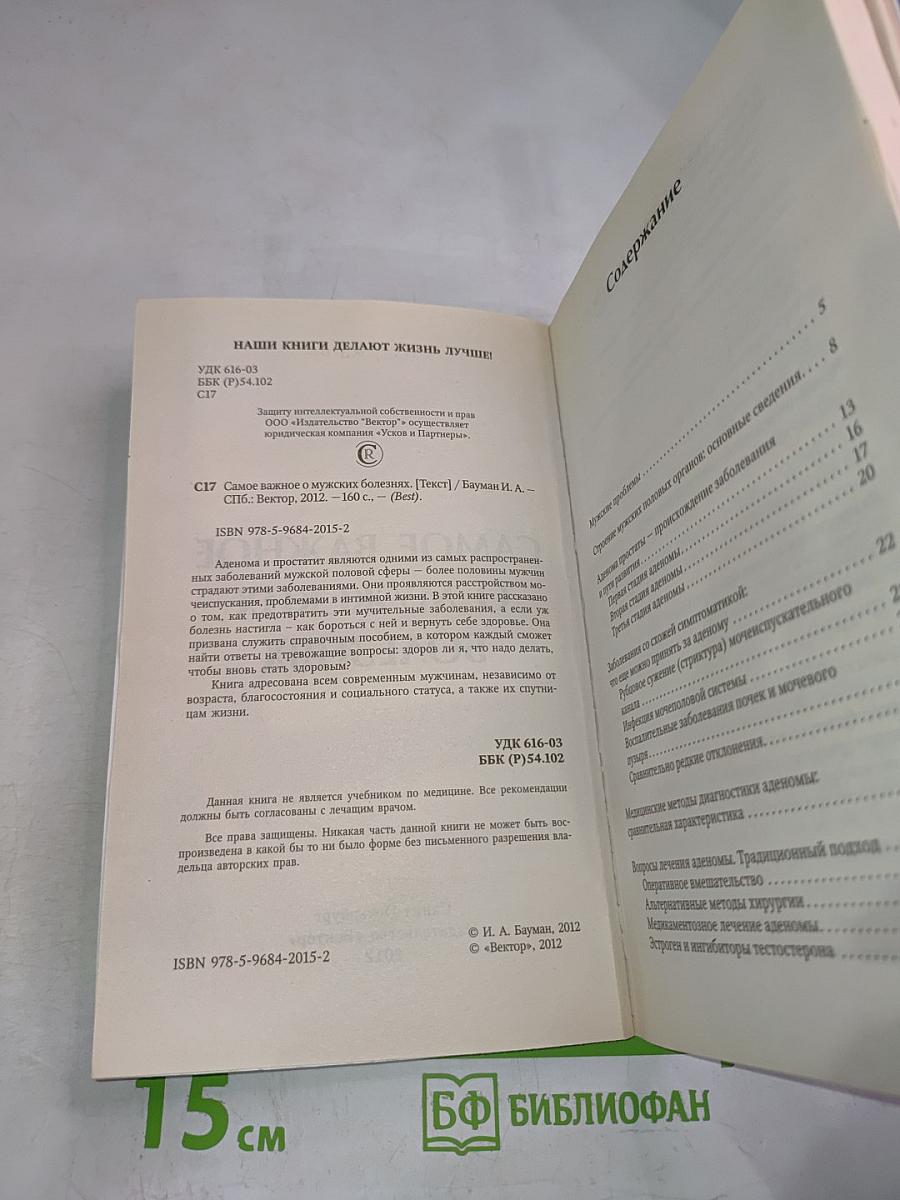 НАШИ КНИГИ ДЕЛАЮТ ЖИЗНЬ ЛУЧШЕ!
УДК 616-03
ББК (Р)54.102
С17
Защиту интеллектуальной собственности и прав
ООО «Издательство "Вектор"» осуществляет
юридическая компания «Усков и Партнеры».
CR
С17 Самое важное о мужских болезнях. [Текст] / Бауман И. А. —
СПб.: Вектор, 2012. —160 с., — (Best).
ISBN 978-5-9684-2015-2
Аденома и простатит являются одними из самых распространен-
ных заболеваний мужской половой сферы — более половины мужчин
страдают этими заболеваниями. Они проявляются расстройством мо-
чеиспускания, проблемами в интимной жизни. В этой книге рассказано
о том, как предотвратить эти мучительные заболевания, а если уж
болезнь настигла – как бороться с ней и вернуть себе здоровье. Она
призвана служить справочным пособием, в котором каждый сможет
найти ответы на тревожащие вопросы: здоров ли я, что надо делать,
чтобы вновь стать здоровым?
Книга адресована всем современным мужчинам, независимо от
возраста, благосостояния и социального статуса, а также их спутни-
цам жизни.
УДК 616-03
ББК (Р)54.102
Данная книга не является учебником по медицине. Все рекомендации
должны быть согласованы с лечащим врачом.
Все права защищены. Никакая часть данной книги не может быть вос-
произведена в какой бы то ни было форме без письменного разрешения вла-
дельца авторских прав.
© И. А. Бауман, 2012
© «Вектор», 2012
ISBN 978-5-9684-2015-2
Содержание
Мужские проблемы 5
Строение мужских половых органов: основные сведения. 8
Аденома простаты — происхождение заболевания
и пути развития 13
Первая стадия аденомы 16
Вторая стадия аденомы 17
Третья стадия аденомы 20
Заболевания со схожей симптоматикой:
что еще можно принять за аденому 22
Рубцовое сужение (стриктура) мочеиспускательного
канала
Инфекция мочеполовой системы
Воспалительные заболевания почек и мочевого
пузыря
Сравнительно редкие отклонения.
Медицинские методы диагностики аденомы:
сравнительная характеристика
Вопросы лечения аденомы. Традиционный подход
Оперативное вмешательство
Альтернативные методы хирургии
Медикаментозное лечение аденомы.
Эстроген и ингибиторы тестостерона
15 см
БФ БИБЛИОФАН